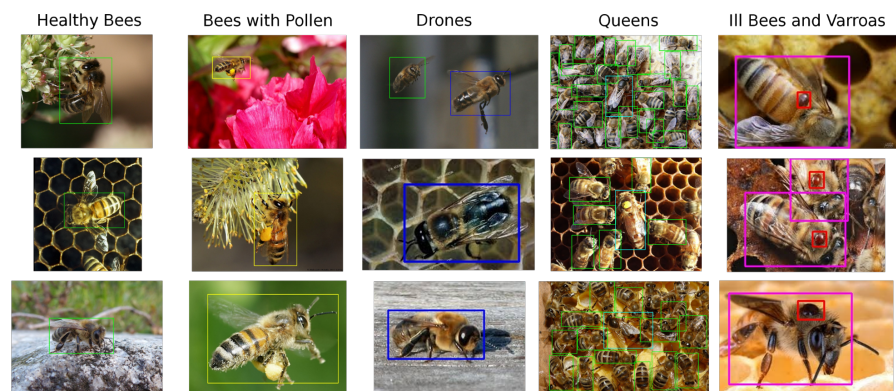 Healthy Bees
Bees with Pollen
Drones
Queens
Ill Bees and Varroas